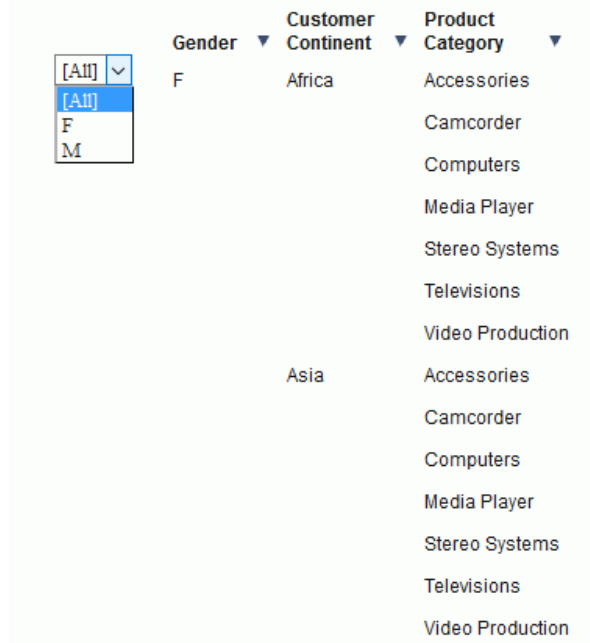 Customer Product
Gender ▼ Continent ▼ Category ▼
[All]
F Africa Accessories
[All]
F Camcorder
M
Computers
Media Player
Stereo Systems
Televisions
Video Production
Asia Accessories
Camcorder
Computers
Media Player
Stereo Systems
Televisions
Video Production